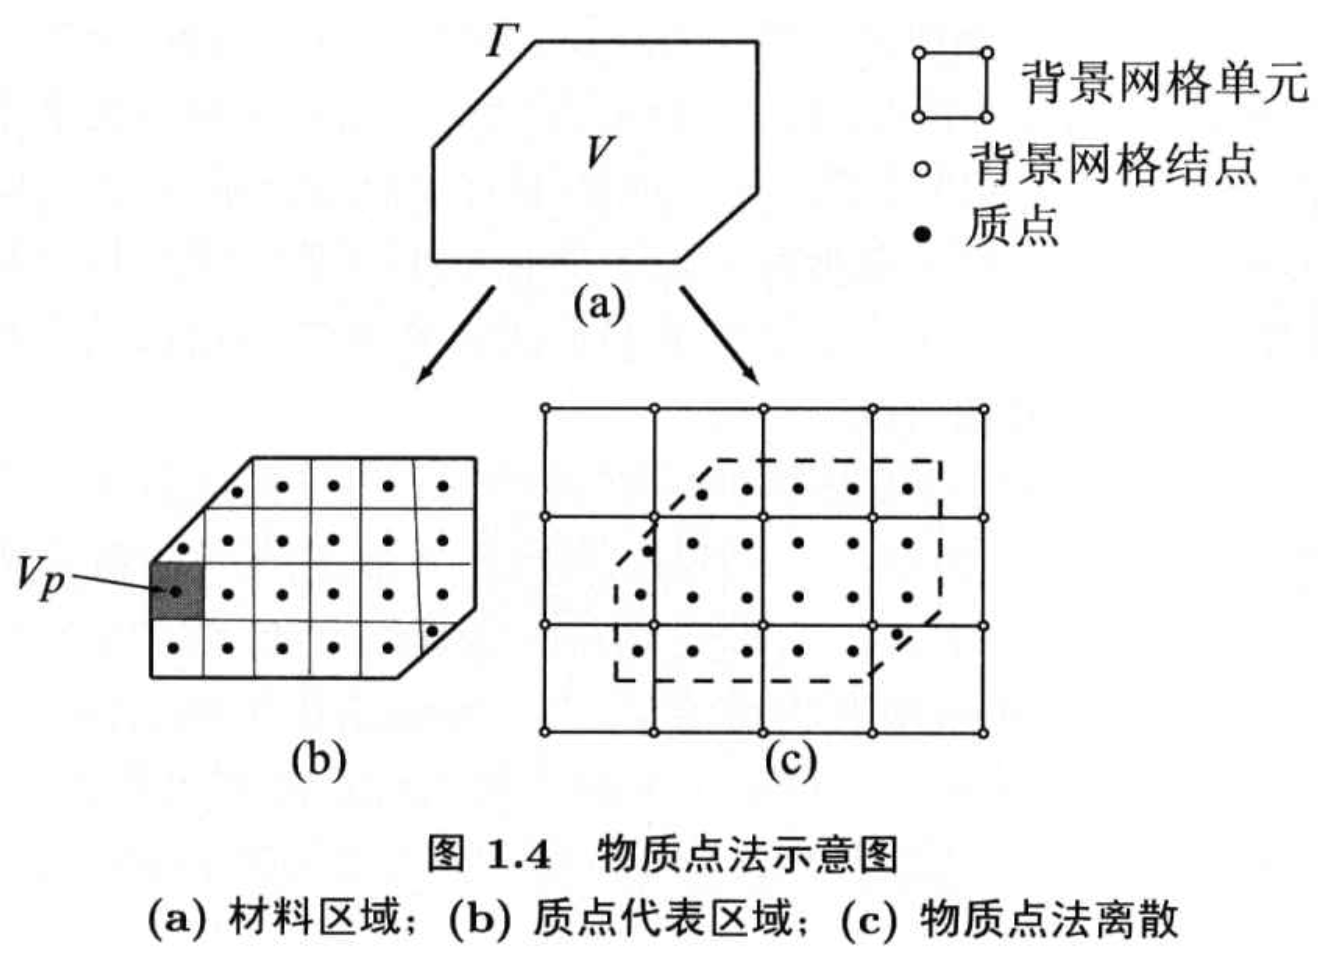 Γ
V
背景网格单元
背景网格结点
质点
(a)
Vp
(b)
(c)
图 1.4 物质点法示意图
(a) 材料区域; (b) 质点代表区域; (c) 物质点法离散